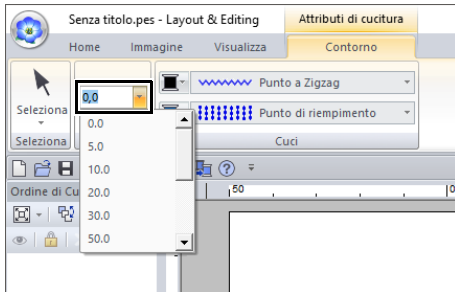 Senza titolo.pes - Layout & Editing
Attributi di cucitura
Home Immagine Visualizza Contorno
0,0
Punto a Zigzag
Seleziona
Punto di riempimento
Seleziona
Cuci
0.0
5.0
10.0
20.0
30.0
50.0
Ordine di Cu
50
0